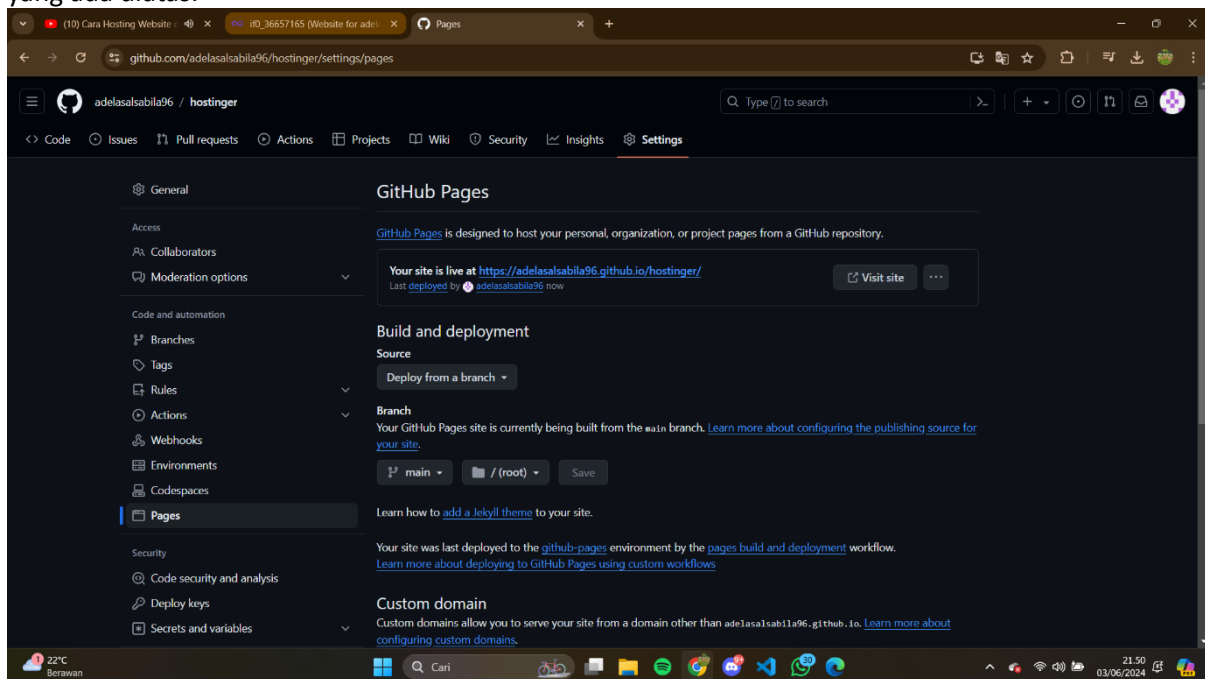 yang ada diatas.
(10) Cara Hosting Website
if0_36657165 (Website for adel
Pages
github.com/adelasalsabila96/hostinger/settings/pages
adelasalsabila96 / hostinger
Type / to search
Code Issues Pull requests Actions Projects Wiki Security Insights Settings
General
Access
Collaborators
Moderation options
Code and automation
Branches
Tags
Rules
Actions
Webhooks
Environments
Codespaces
Pages
Security
Code security and analysis
Deploy keys
Secrets and variables
GitHub Pages
GitHub Pages is designed to host your personal, organization, or project pages from a GitHub repository.
Your site is live at https://adelasalsabila96.github.io/hostinger/
Last deployed by adelasalsabila96 now
Visit site
Build and deployment
Source
Deploy from a branch
Branch
Your GitHub Pages site is currently being built from the main branch. Learn more about configuring the publishing source for
your site.
main / (root) Save
Learn how to add a Jekyll theme to your site.
Your site was last deployed to the github-pages environment by the pages build and deployment workflow.
Learn more about deploying to GitHub Pages using custom workflows
Custom domain
Custom domains allow you to serve your site from a domain other than adelasalsabila96.github.io. Learn more about
configuring custom domains.
1
22°C
Berawan
Cari
30
21.50
03/06/2024